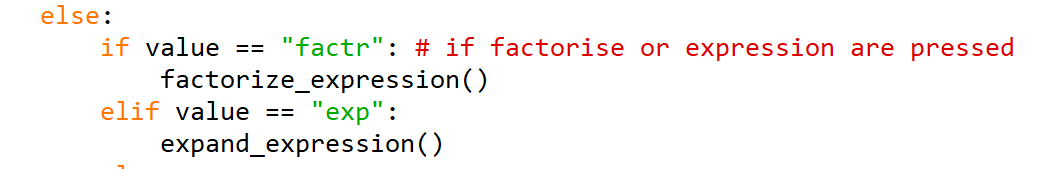 else:
if value == "factr": # if factorise or expression are pressed
factorize_expression()
elif value == "exp":
expand_expression()